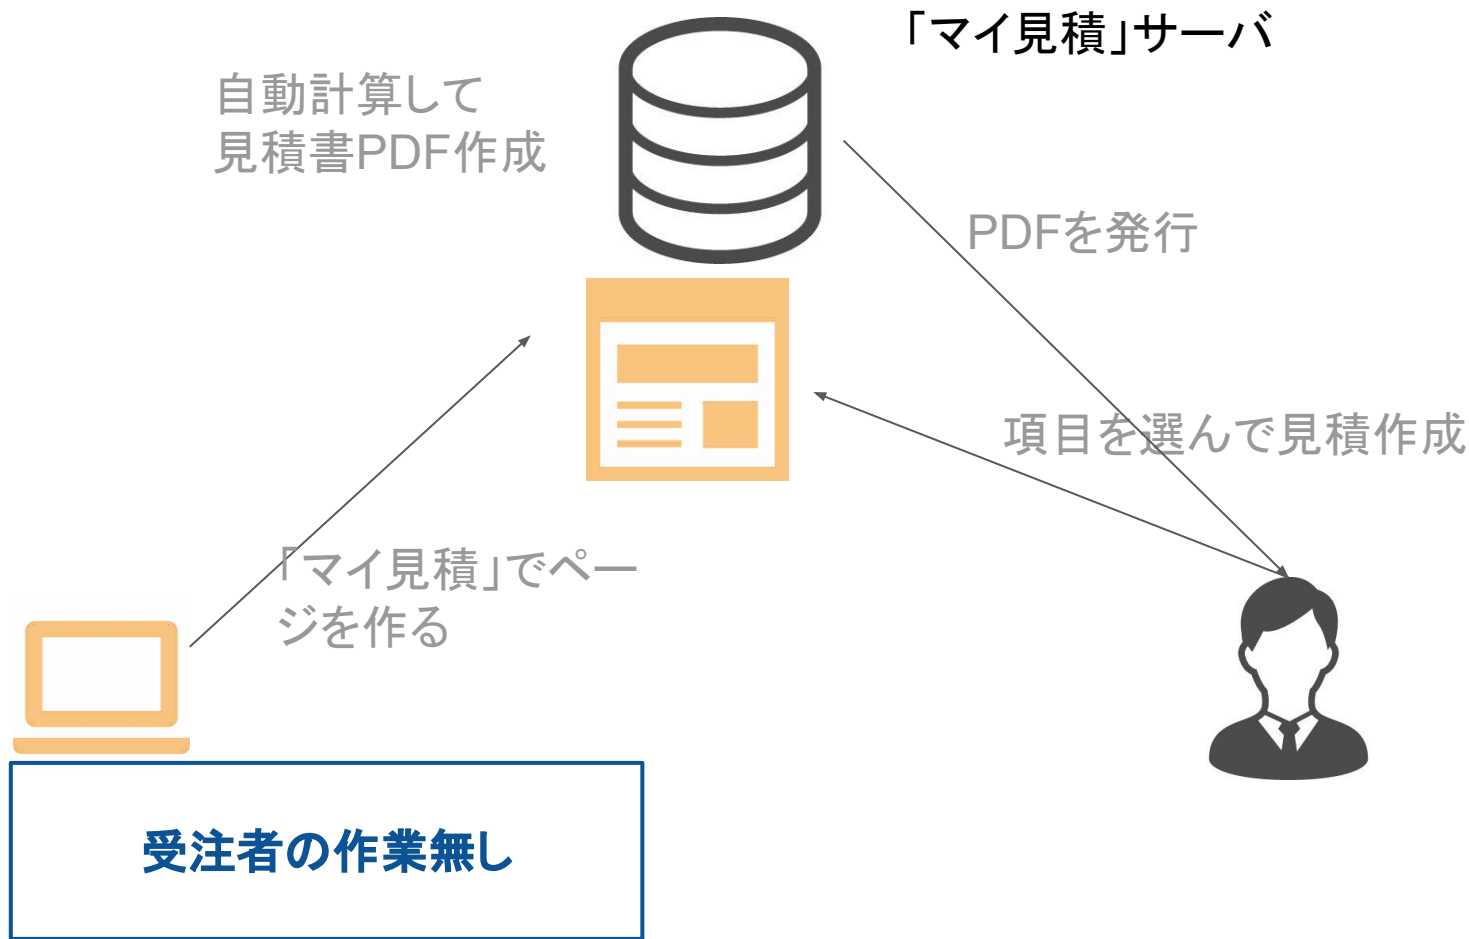 「マイ見積」サーバ
自動計算して
見積書PDF作成
PDFを発行
項目を選んで見積作成
「マイ見積」でペー
ジを作る
受注者の作業無し